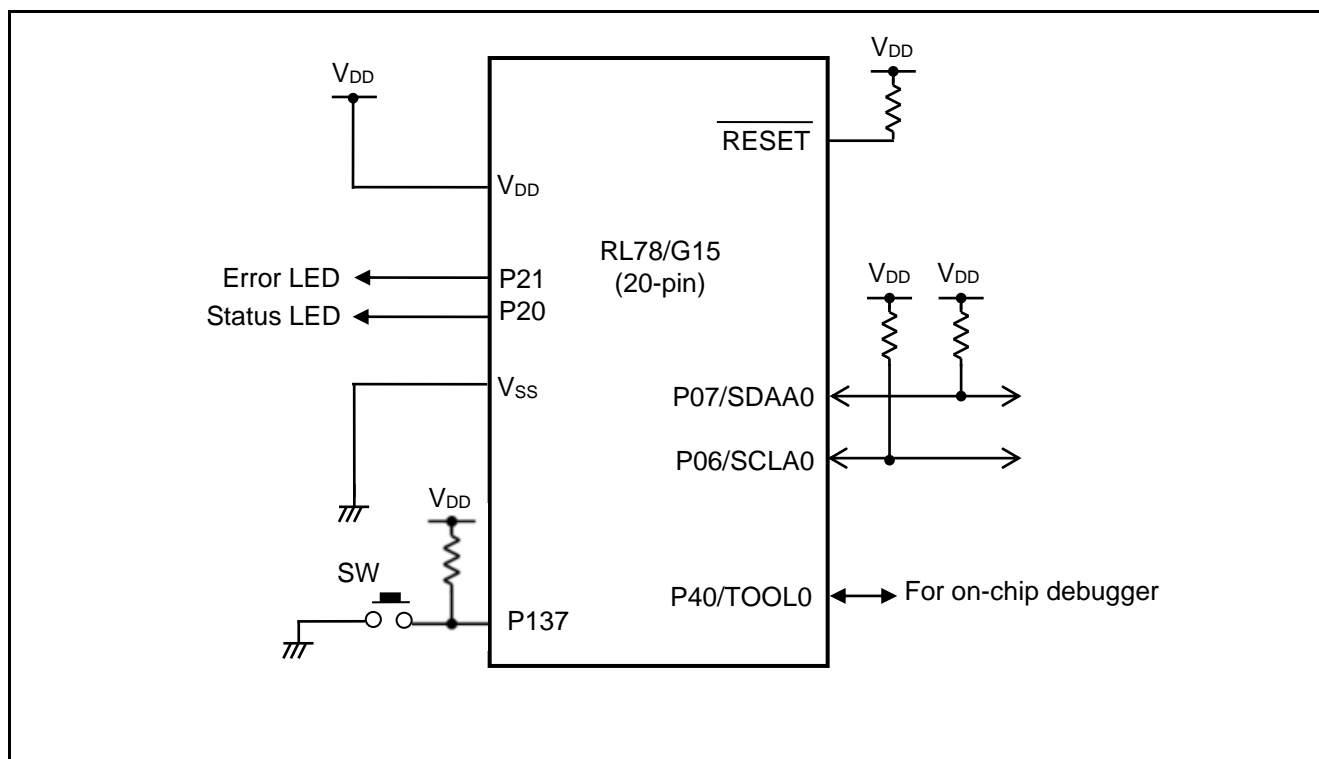 VDD
VDD
RESET
VDD
RL78/G15
(20-pin)
Error LED
P21
Status LED
P20
VDD
VDD
VSS
P07/SDAA0
P06/SCLA0
VDD
SW
P137
P40/TOOL0
For on-chip debugger